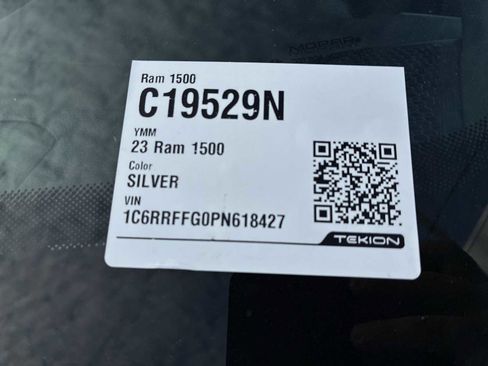 MOPAR
Ram 1500
C19529N
YMM
23 Ram 1500
Color
SILVER
VIN
1C6RRFFG0PN618427
TEKION